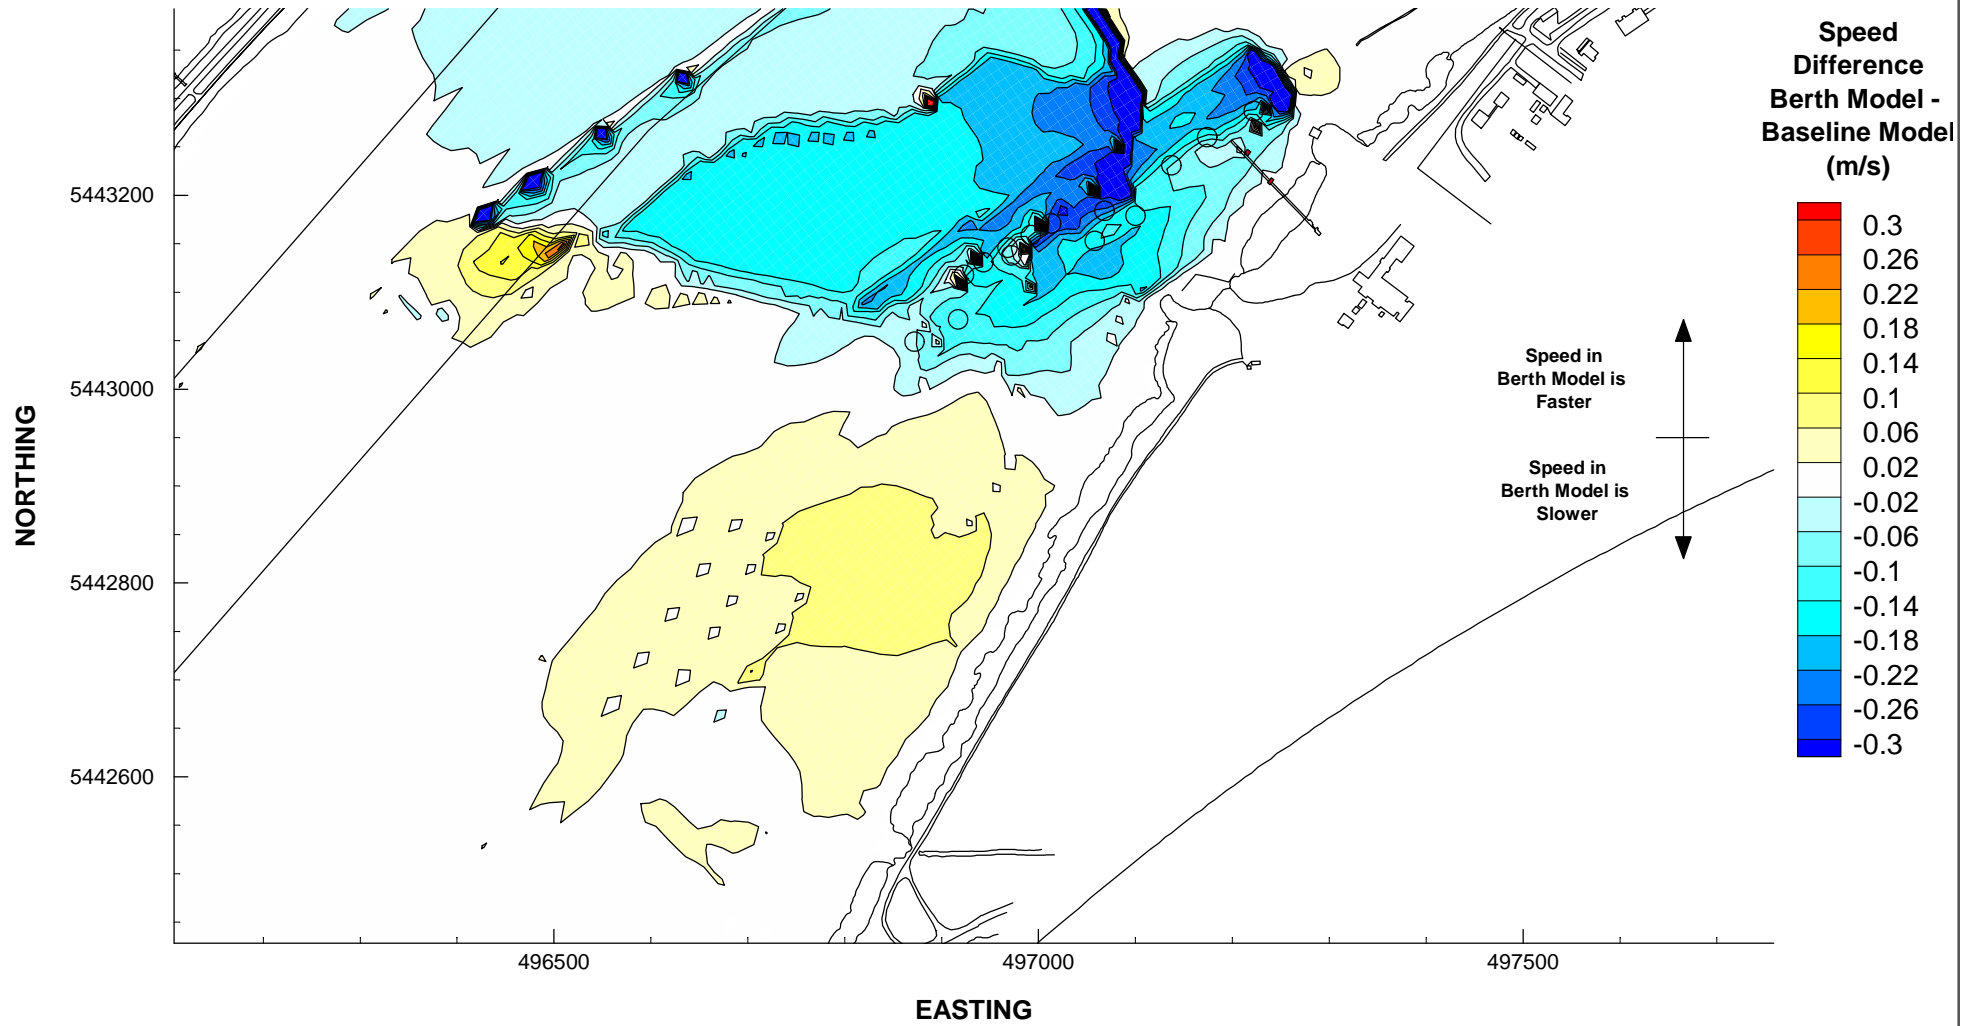 Speed
Difference
Berth Model -
Baseline Model
(m/s)
0.3
0.26
0.22
0.18
0.14
0.1
0.06
0.02
-0.02
-0.06
-0.1
-0.14
-0.18
-0.22
-0.26
-0.3
Speed in
Berth Model is
Faster
Speed in
Berth Model is
Slower
NORTHING
5443200
5443000
5442800
5442600
496500
497000
497500
EASTING